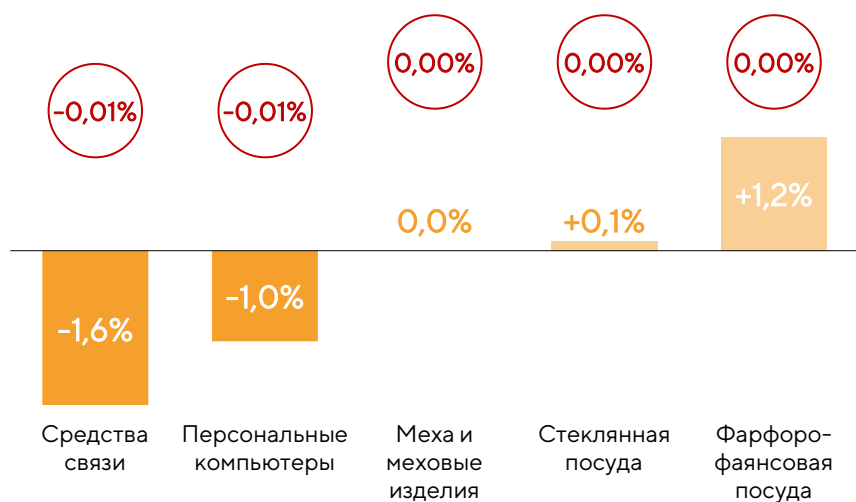 -0,01%
-0,01%
0,00%
0,00%
0,00%
-1,6%
-1,0%
0,0%
+0,1%
+1,2%
Средства
связи
Персональные
компьютеры
Меха и
меховые
изделия
Стеклянная
посуда
Фарфоро-
фаянсовая
посуда